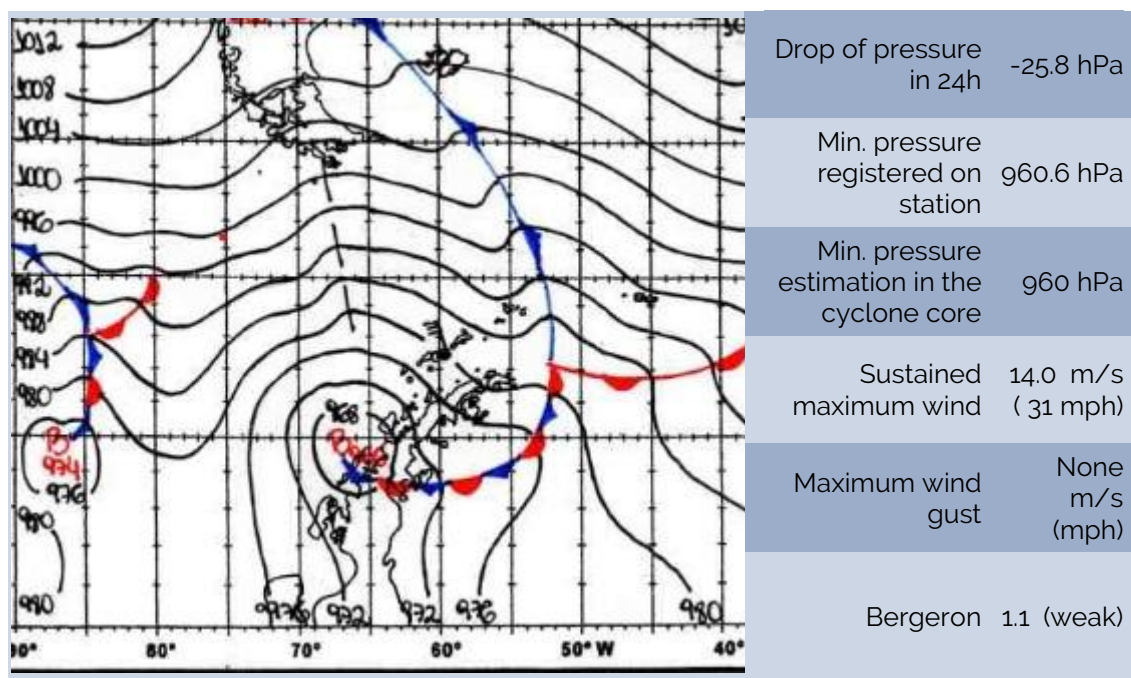 1012
1008
1004
1000
996
992
988
984
980
B
974
976
980
980
968
976
972
972
976
980
80°
70°
60°
50° W
40°
Drop of pressure
in 24h
-25.8 hPa
Min. pressure
registered on
station
960.6 hPa
Min. pressure
estimation in the
cyclone core
960 hPa
Sustained
maximum wind
14.0 m/s
( 31 mph)
Maximum wind
gust
None
m/s
(mph)
Bergeron
1.1 (weak)